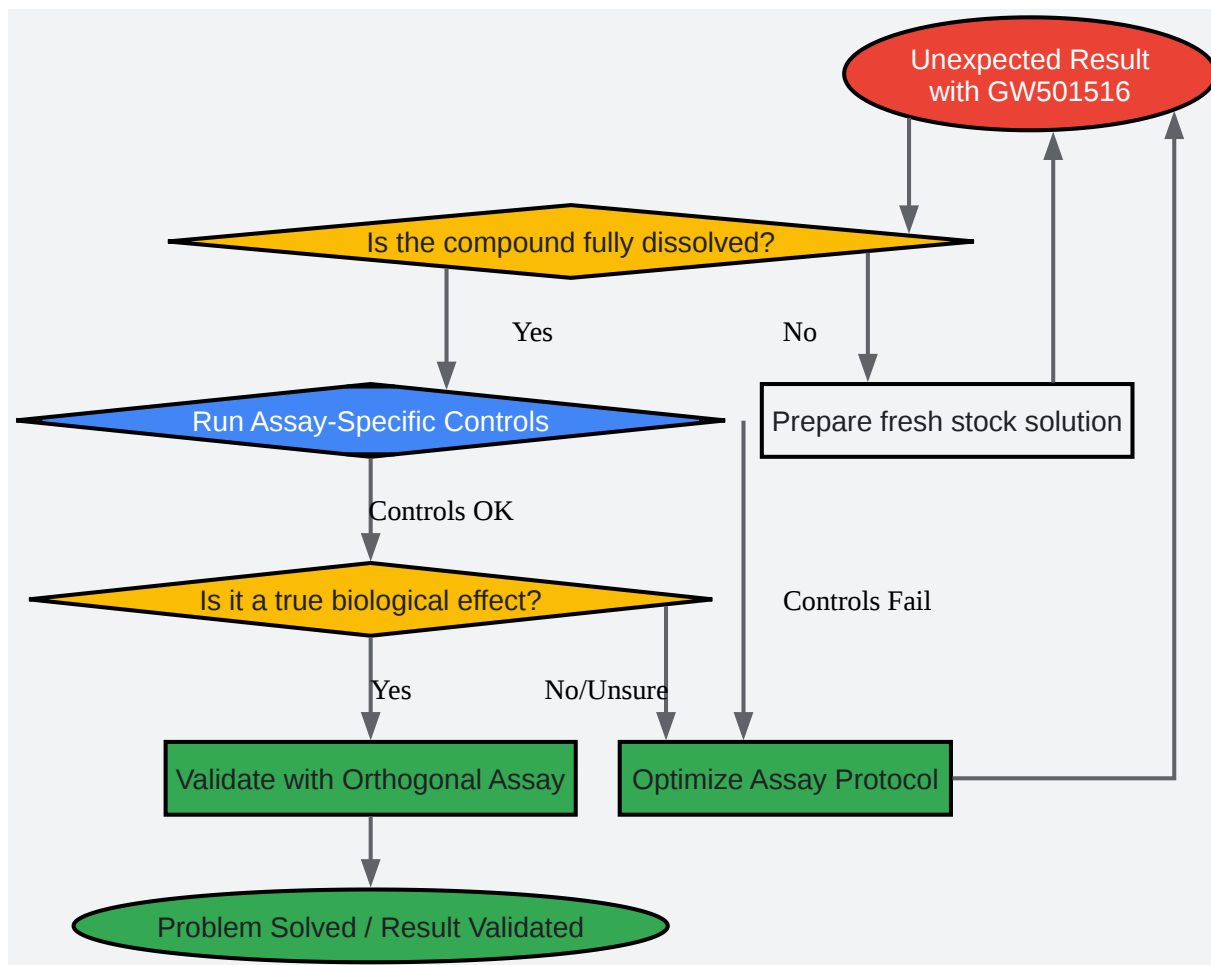 Unexpected Result
with GW501516
Is the compound fully dissolved?
Yes
No
Run Assay-Specific Controls
Prepare fresh stock solution
Controls OK
Is it a true biological effect?
Controls Fail
Yes
No/Unsure
Validate with Orthogonal Assay
Optimize Assay Protocol
Problem Solved / Result Validated